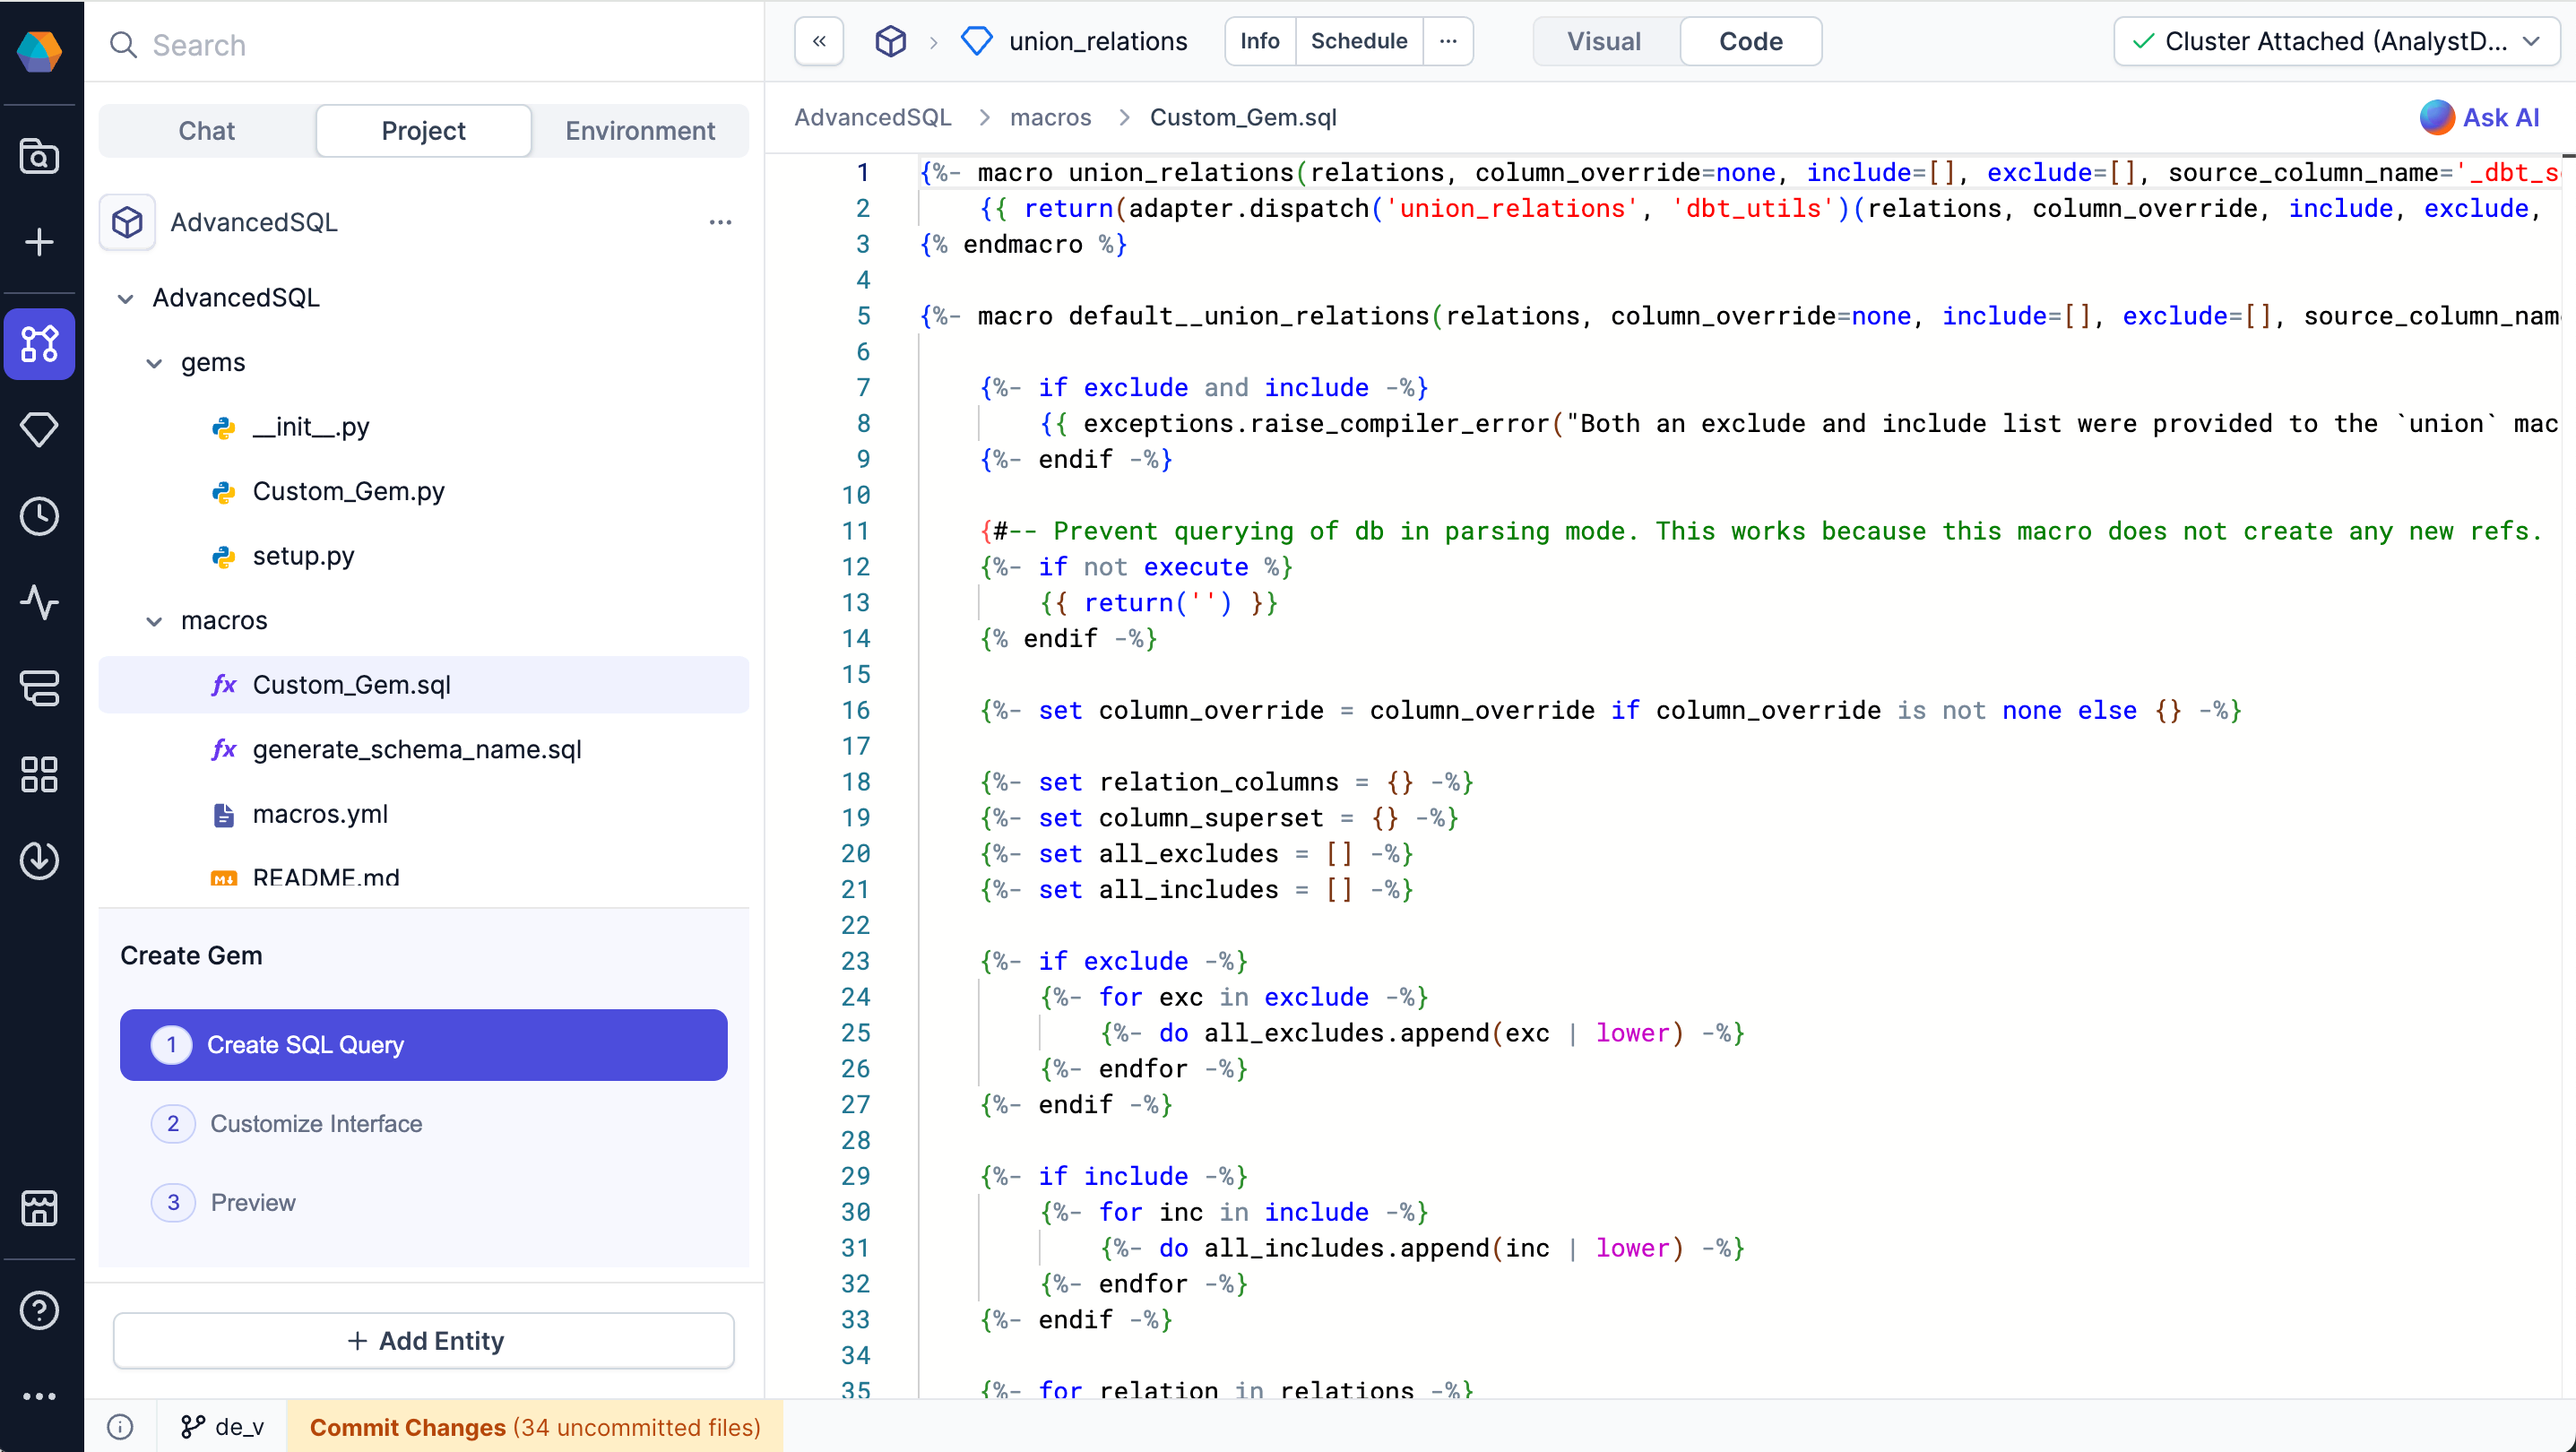 Search
« › union_relations Info Schedule ... Visual Code Cluster Attached (AnalystD...
Chat Project Environment
AdvancedSQL ...
AdvancedSQL
gems
__init__.py
Custom_Gem.py
setup.py
macros
fx Custom_Gem.sql
fx generate_schema_name.sql
macros.yml
README.md
Create Gem
1 Create SQL Query
2 Customize Interface
3 Preview
+ Add Entity
de_v Commit Changes (34 uncommitted files)
AdvancedSQL > macros > Custom_Gem.sql Ask AI
1 {%- macro union_relations(relations, column_override=none, include=[], exclude=[], source_column_name='_dbt_s
2     {{ return(adapter.dispatch('union_relations', 'dbt_utils')(relations, column_override, include, exclude,
3 {% endmacro %}
4
5 {%- macro default__union_relations(relations, column_override=none, include=[], exclude=[], source_column_nam
6
7     {%- if exclude and include -%}
8         {{ exceptions.raise_compiler_error("Both an exclude and include list were provided to the `union` mac
9     {%- endif -%}
10
11     {#-- Prevent querying of db in parsing mode. This works because this macro does not create any new refs.
12     {%- if not execute %}
13         {{ return('') }}
14     {% endif -%}
15
16     {%- set column_override = column_override if column_override is not none else {} -%}
17
18     {%- set relation_columns = {} -%}
19     {%- set column_superset = {} -%}
20     {%- set all_excludes = [] -%}
21     {%- set all_includes = [] -%}
22
23     {%- if exclude -%}
24         {%- for exc in exclude -%}
25             {%- do all_excludes.append(exc | lower) -%}
26         {%- endfor -%}
27     {%- endif -%}
28
29     {%- if include -%}
30         {%- for inc in include -%}
31             {%- do all_includes.append(inc | lower) -%}
32         {%- endfor -%}
33     {%- endif -%}
34
35     {%- for relation in relations -%}